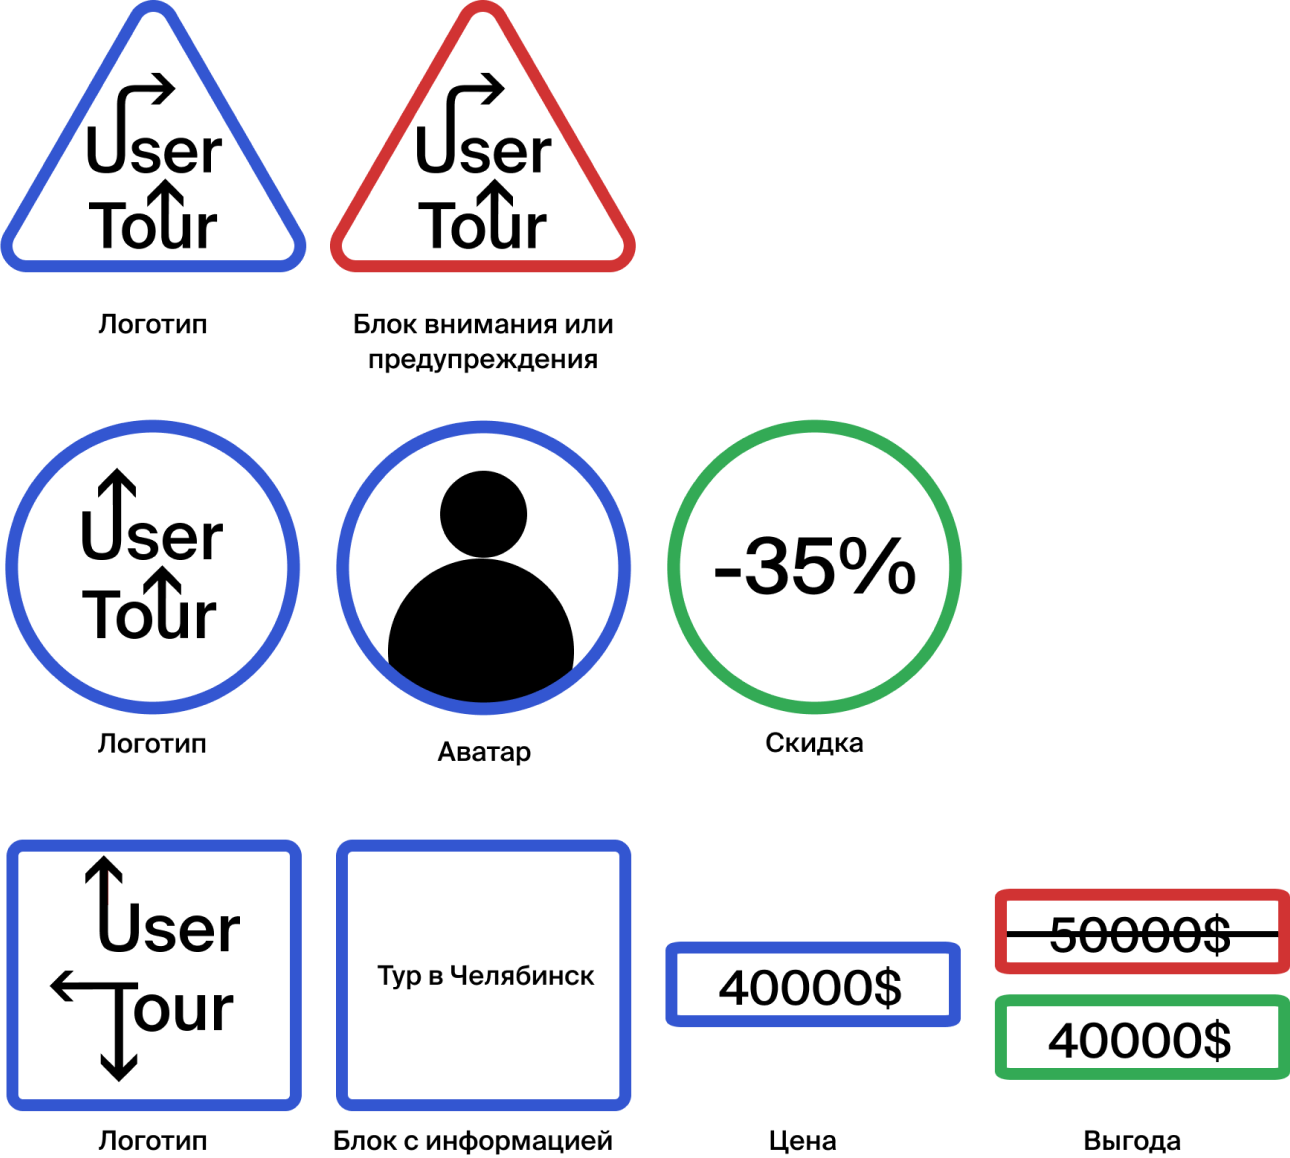 User
Tour
Логотип
User
Tour
Блок внимания или
предупреждения
User
Tour
Логотип
Аватар
-35%
Скидка
User
Tour
Логотип
Тур в Челябинск
Блок с информацией
40000$
Цена
50000$
40000$
Выгода